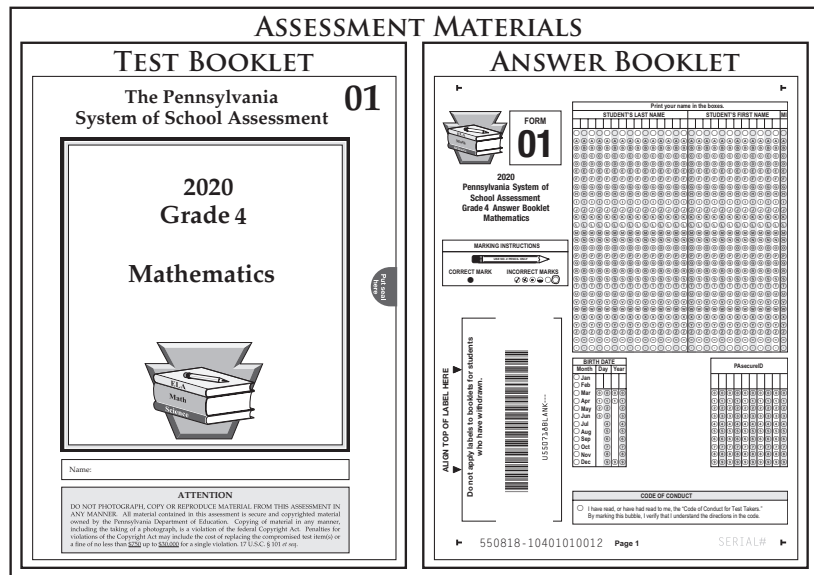 ASSESSMENT MATERIALS
TEST BOOKLET
The Pennsylvania
System of School Assessment
01
2020
Grade 4
Mathematics
Put seal
here
ELA
Math
Science
Name:
ATTENTION
DO NOT PHOTOGRAPH, COPY OR REPRODUCE MATERIAL FROM THIS ASSESSMENT IN
ANY MANNER. All material contained in this assessment is secure and copyrighted material
owned by the Pennsylvania Department of Education. Copying of material in any manner,
including the taking of a photograph, is a violation of the federal Copyright Act. Penalties for
violations of the Copyright Act may include the cost of replacing the compromised test item(s) or
a fine of no less than $750 up to $30,000 for a single violation. 17 U.S.C. § 101 et seq.
ANSWER BOOKLET
ELA
Math
Science
FORM
01
2020
Pennsylvania System of
School Assessment
Grade 4 Answer Booklet
Mathematics
MARKING INSTRUCTIONS
CORRECT MARK
INCORRECT MARKS
ALIGN TOP OF LABEL HERE
Do not apply labels to booklets for students
who have withdrawn.
Print your name in the boxes.
STUDENT'S LAST NAME
STUDENT'S FIRST NAME
MI
BIRTH DATE
Month Day Year
Jan
Feb
Mar
Apr
May
Jun
Jul
Aug
Sep
Oct
Nov
Dec
PAsecureID
CODE OF CONDUCT
I have read, or have had read to me, the "Code of Conduct for Test Takers."
By marking this bubble, I verify that I understand the directions in the code.
550818-10401010012 Page 1 SERIAL#